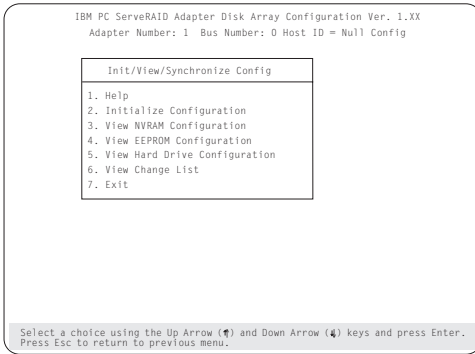 IBM PC ServeRAID Adapter Disk Array Configuration Ver. 1.XX
Adapter Number: 1 Bus Number: 0 Host ID = Null Config
Init/View/Synchronize Config
1. Help
2. Initialize Configuration
3. View NVRAM Configuration
4. View EEPROM Configuration
5. View Hard Drive Configuration
6. View Change List
7. Exit
Select a choice using the Up Arrow (↑) and Down Arrow (↓) keys and press Enter.
Press Esc to return to previous menu.